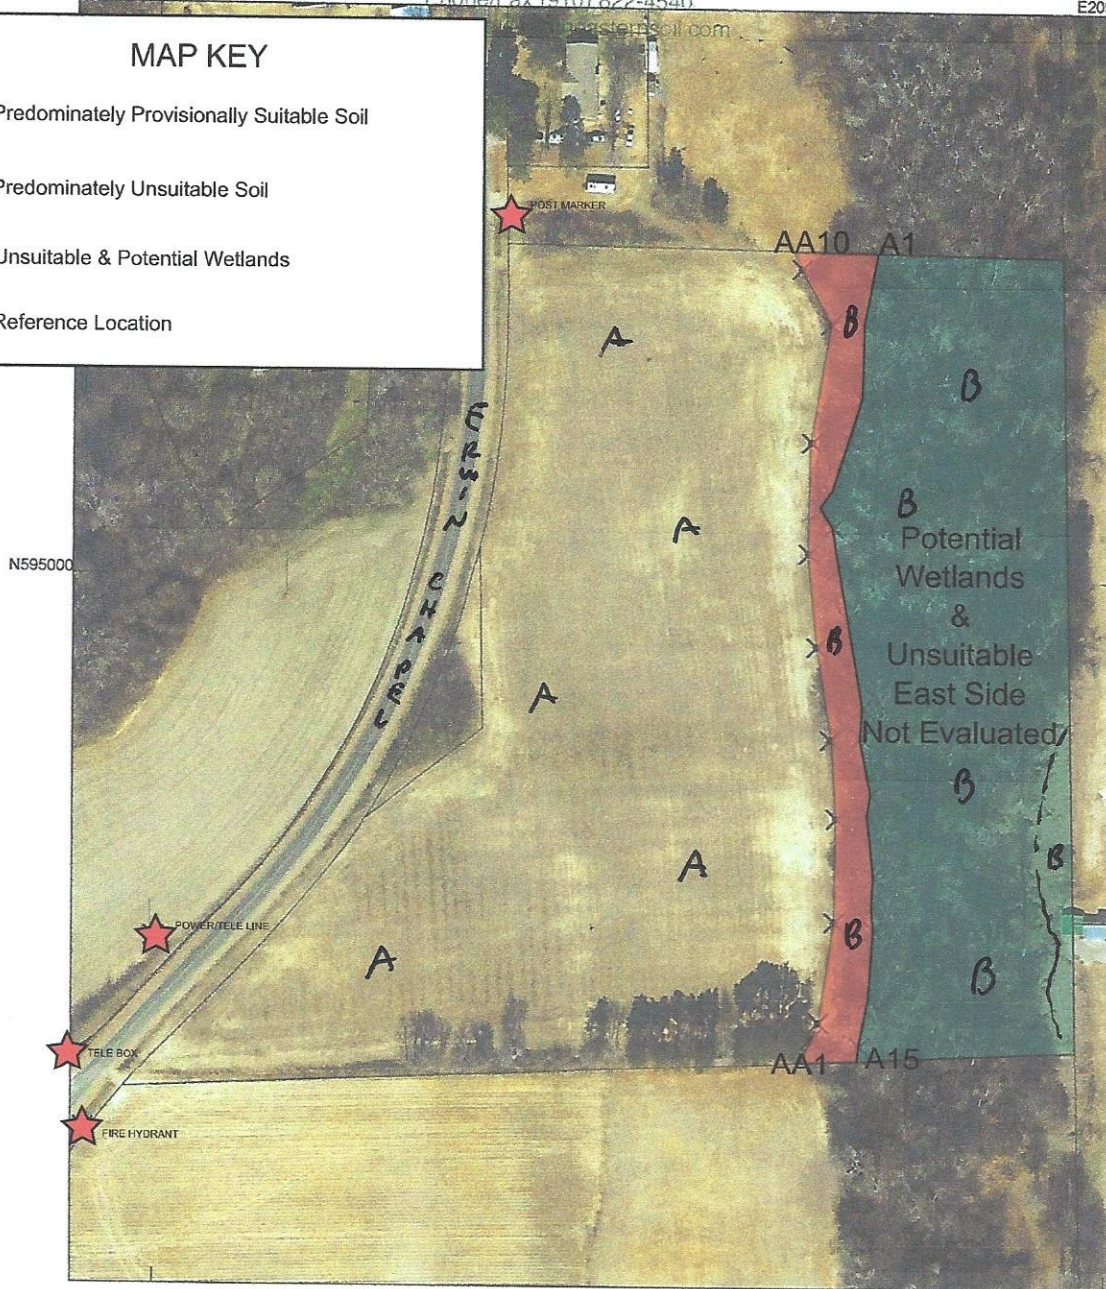 E20
MAP KEY
Predominately Provisionally Suitable Soil
Predominately Unsuitable Soil
Unsuitable & Potential Wetlands
Reference Location
POST MARKER
AA10 A1
A
B
B
ERWIN CHAPEL
A
B
N595000
Potential
Wetlands
&
Unsuitable
East Side
Not Evaluated
B
A
B
A
B
B
A
B
POWER/TELE LINE
TELE BOX
AA1 A15
FIRE HYDRANT